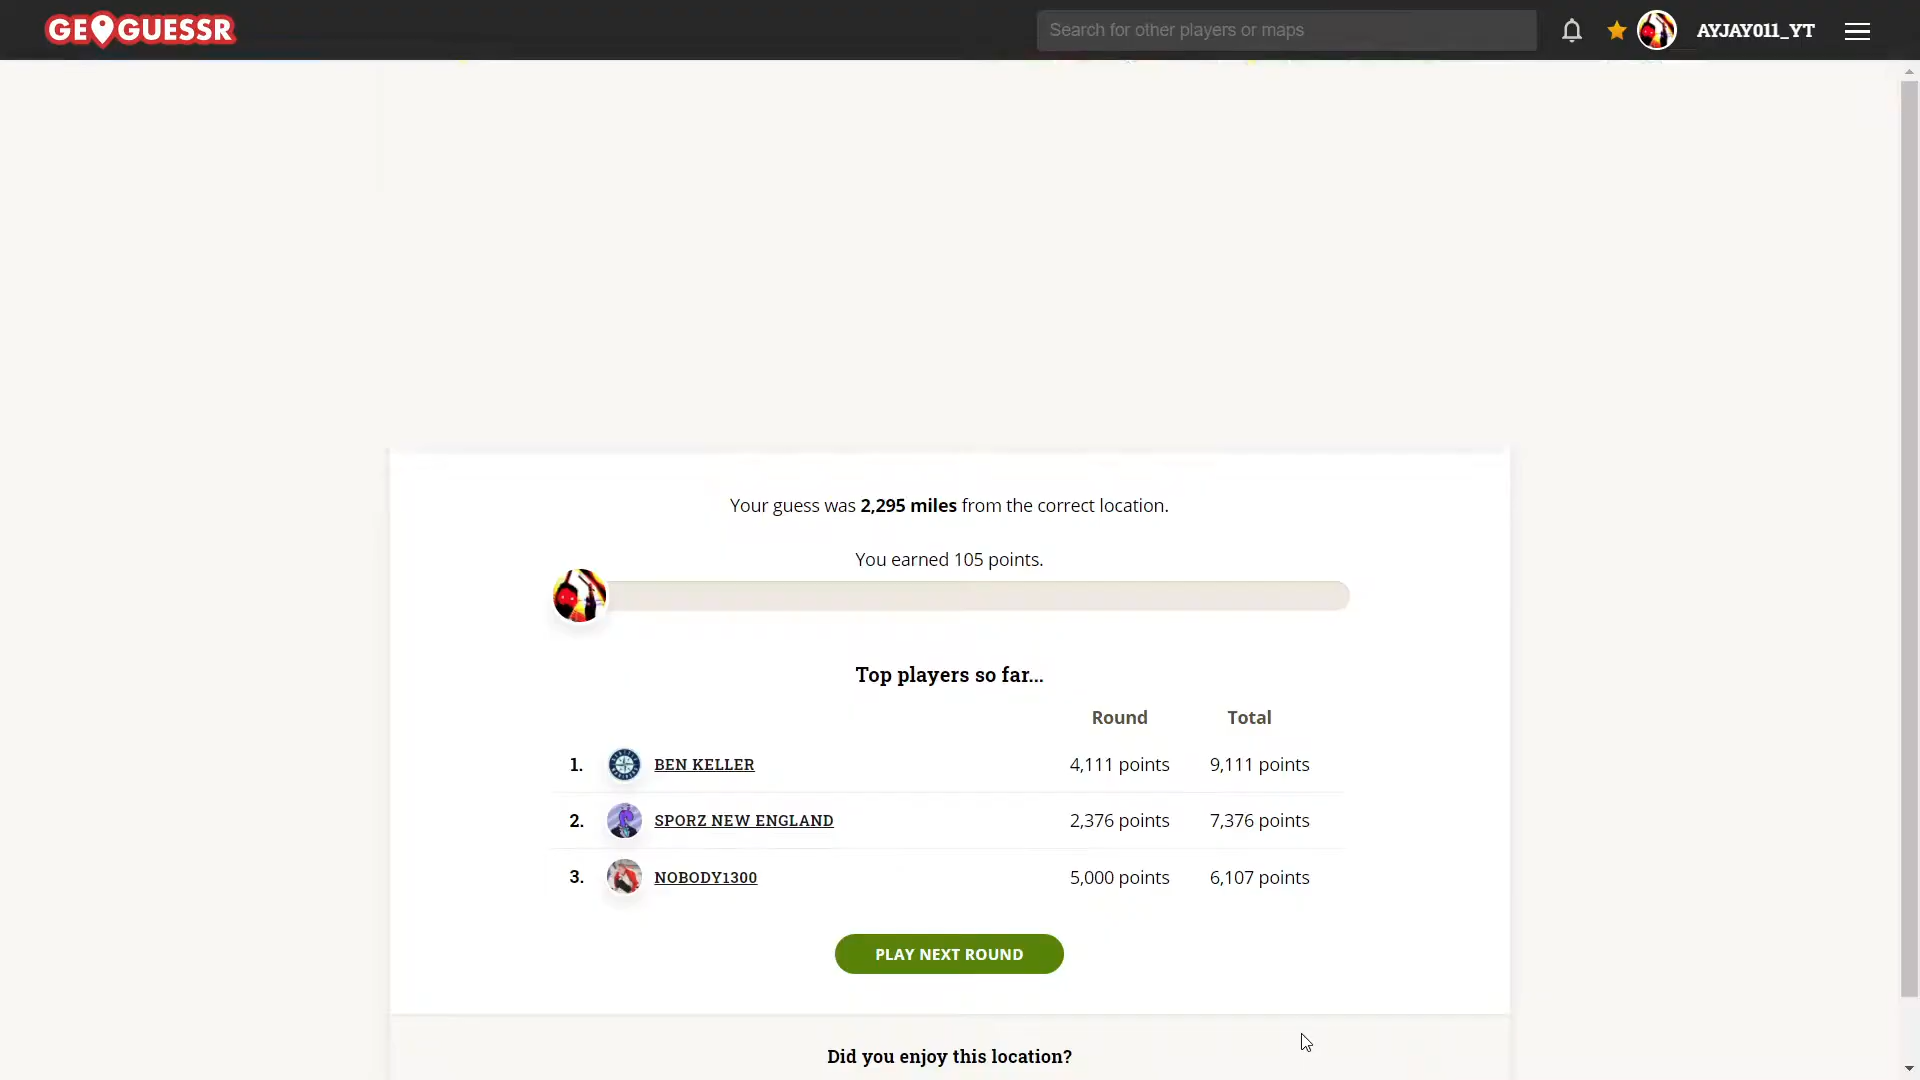 GEOGUESSR
Search for other players or maps
AYJAY011_YT
Your guess was 2,295 miles from the correct location.
You earned 105 points.
Top players so far...
Round Total
1. BEN KELLER 4,111 points 9,111 points
2. SPORZ NEW ENGLAND 2,376 points 7,376 points
3. NOBODY1300 5,000 points 6,107 points
PLAY NEXT ROUND
Did you enjoy this location?